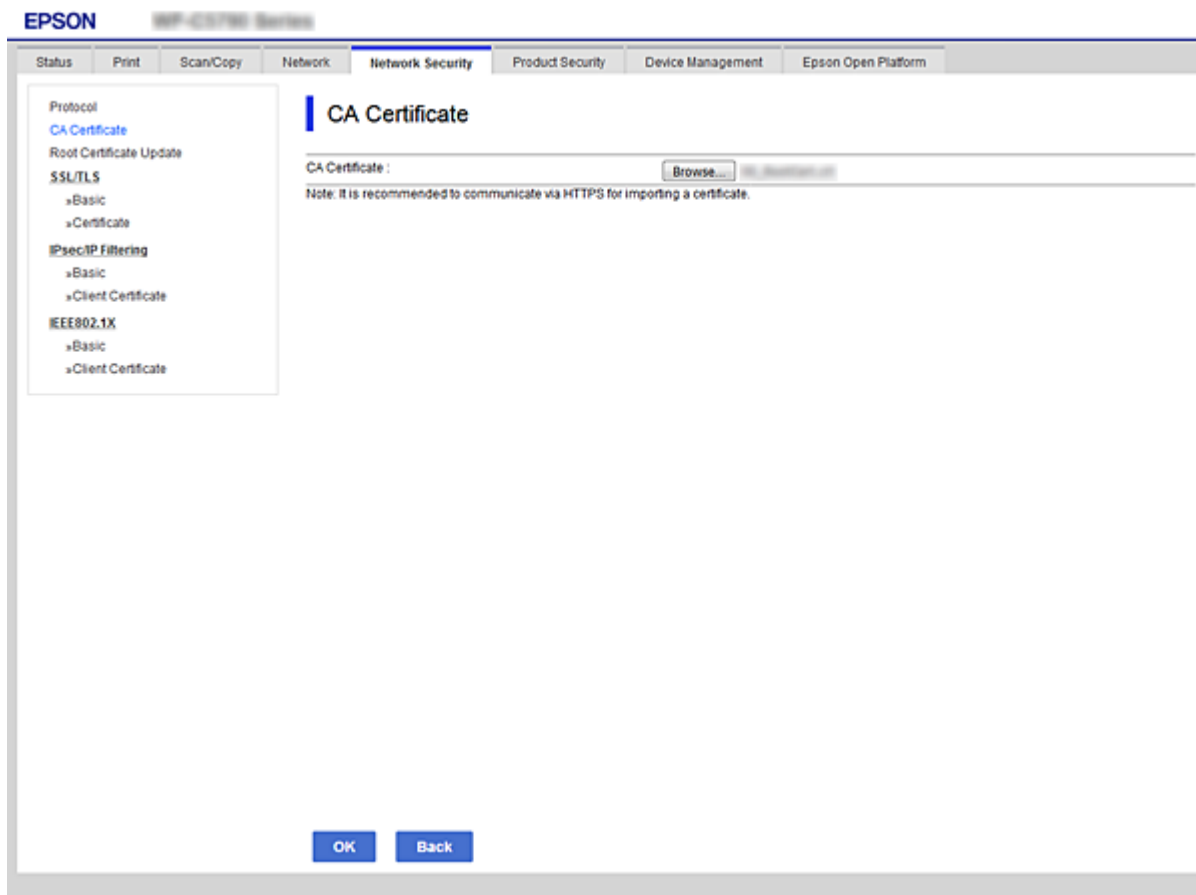 EPSON
Status Print Scan/Copy Network Network Security Product Security Device Management Epson Open Platform
Protocol
CA Certificate
Root Certificate Update
SSL/TLS
»Basic
»Certificate
IPsec/IP Filtering
»Basic
»Client Certificate
IEEE802.1X
»Basic
»Client Certificate
CA Certificate
CA Certificate :
Browse...
Note: It is recommended to communicate via HTTPS for importing a certificate.
OK Back